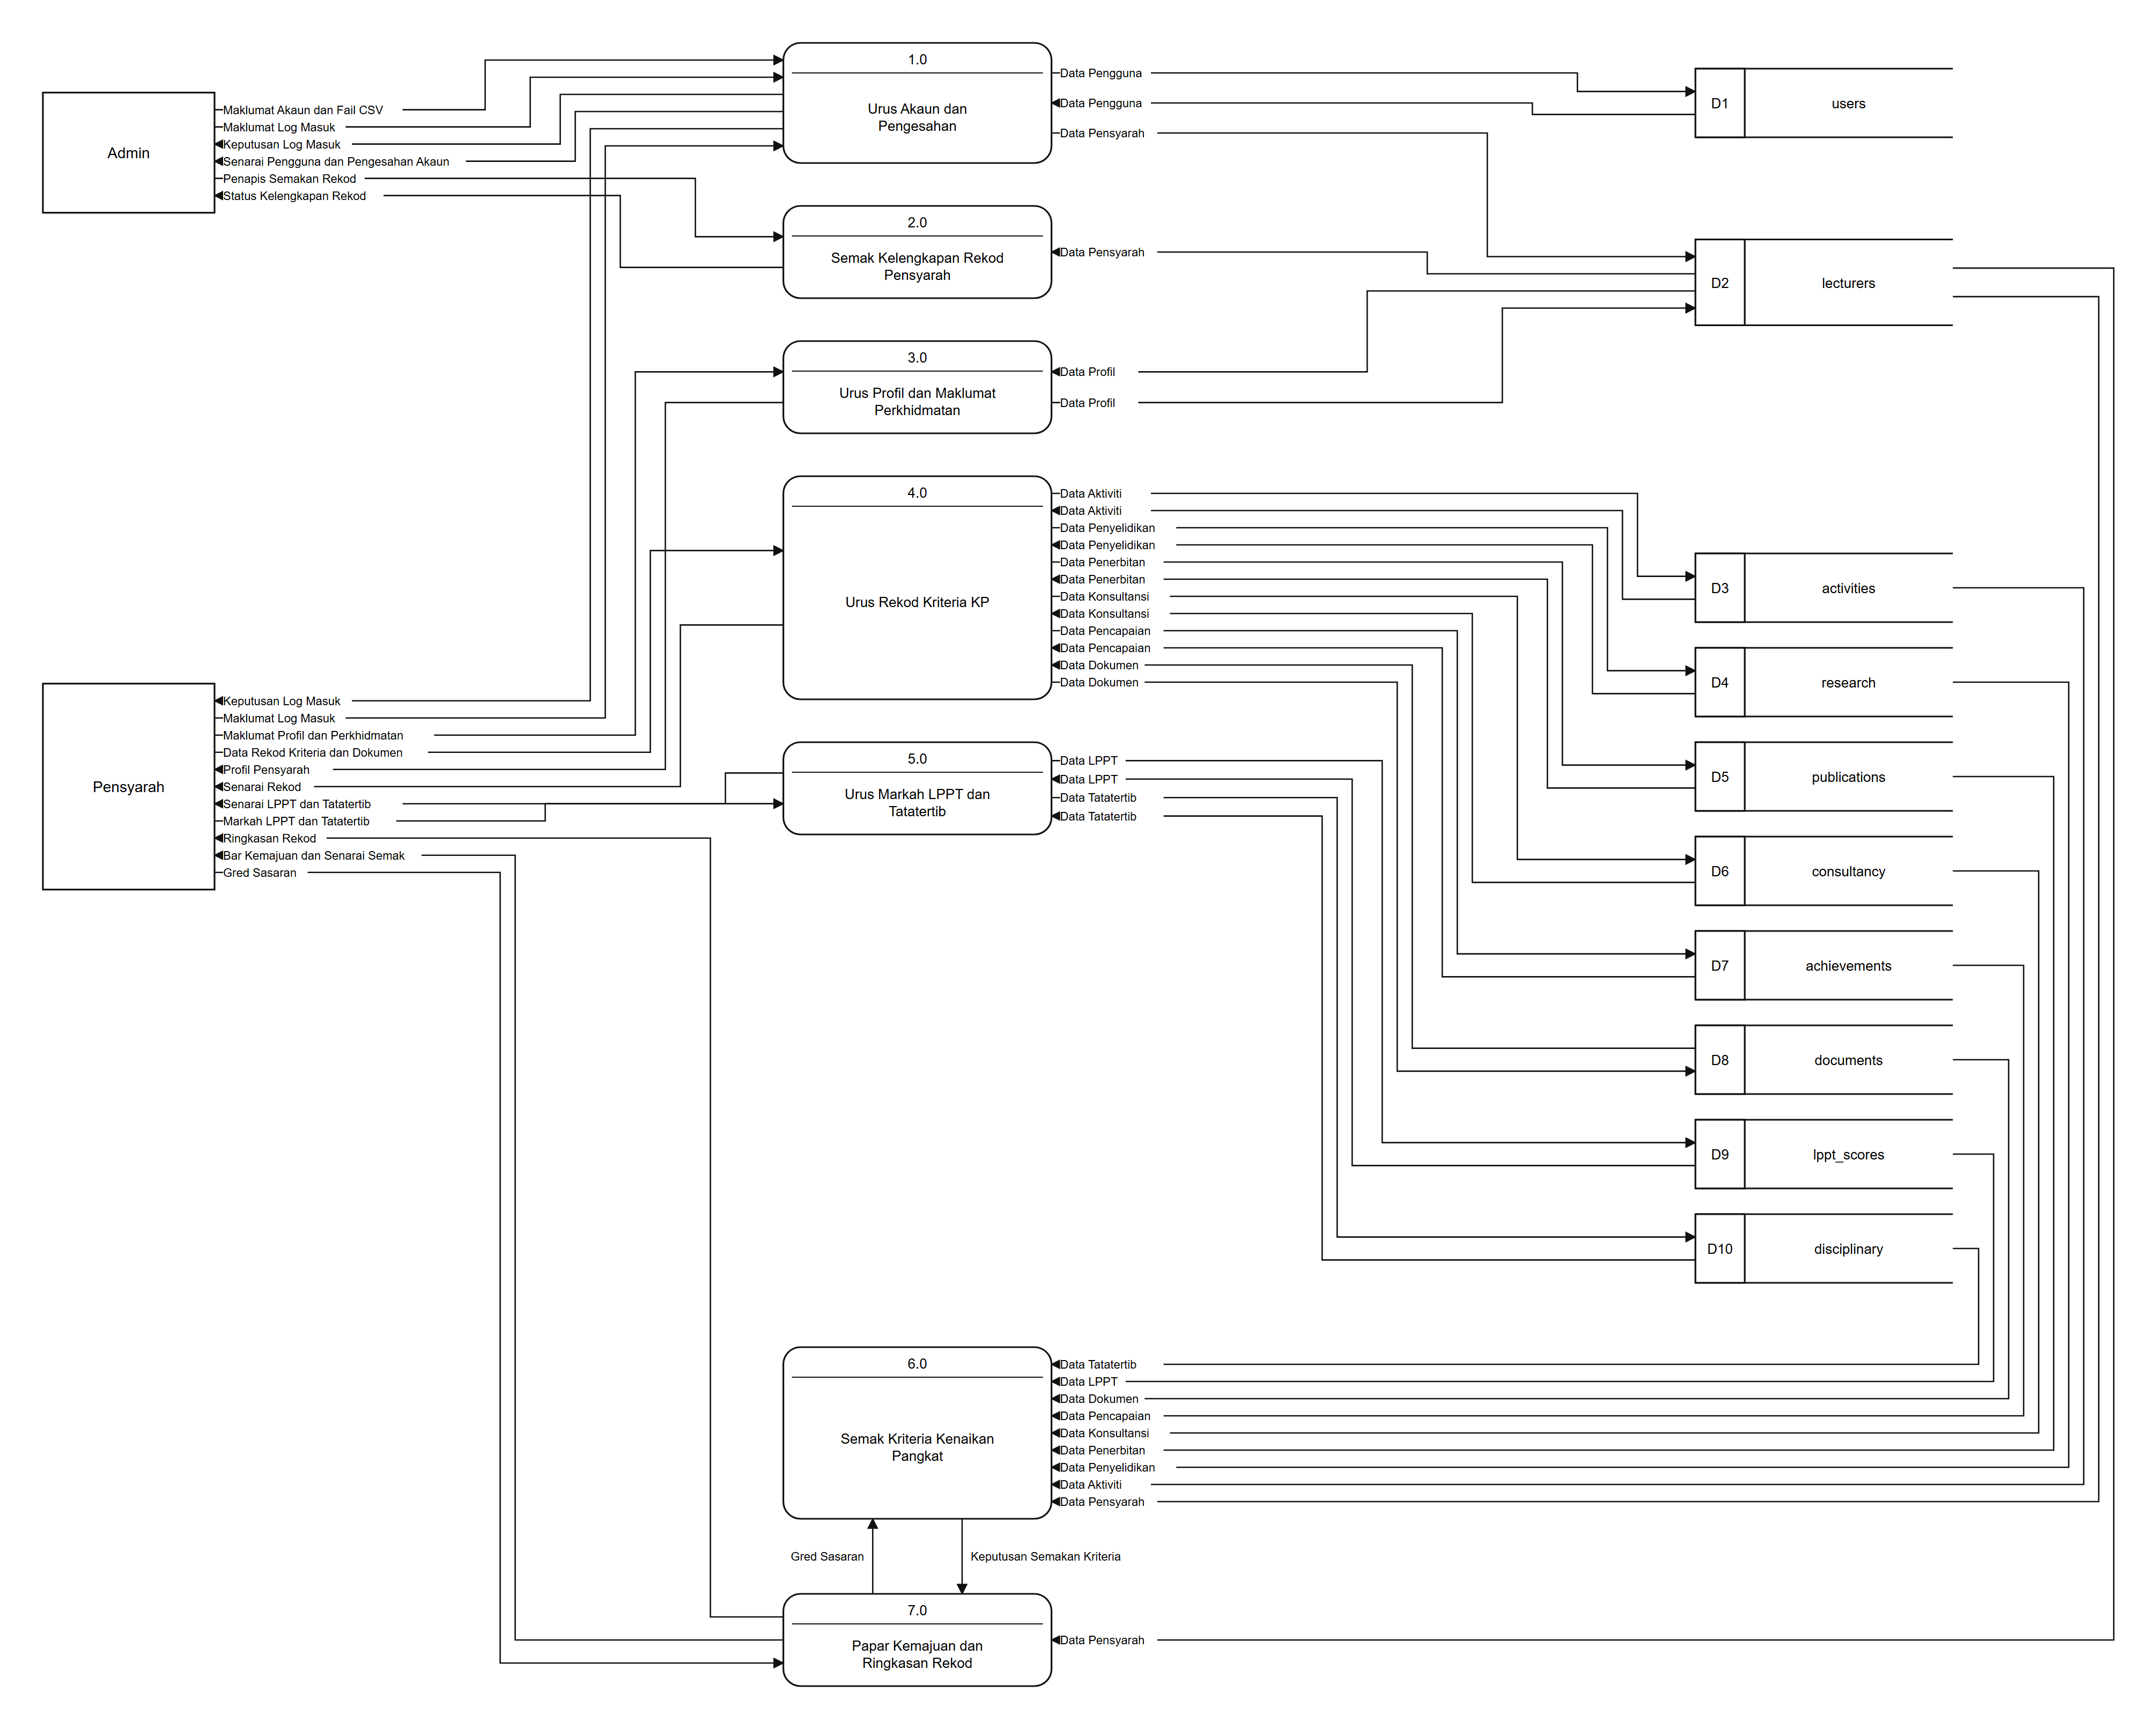 Admin
Maklumat Akaun dan Fail CSV
Maklumat Log Masuk
Keputusan Log Masuk
Senarai Pengguna dan Pengesahan Akaun
Penapis Semakan Rekod
Status Kelengkapan Rekod
Pensyarah
Keputusan Log Masuk
Maklumat Log Masuk
Maklumat Profil dan Perkhidmatan
Data Rekod Kriteria dan Dokumen
Profil Pensyarah
Senarai Rekod
Senarai LPPT dan Tatatertib
Markah LPPT dan Tatatertib
Ringkasan Rekod
Bar Kemajuan dan Senarai Semak
Gred Sasaran
1.0
Urus Akaun dan
Pengesahan
Data Pengguna
Data Pengguna
Data Pensyarah
2.0
Semak Kelengkapan Rekod
Pensyarah
Data Pensyarah
3.0
Urus Profil dan Maklumat
Perkhidmatan
Data Profil
Data Profil
4.0
Urus Rekod Kriteria KP
Data Aktiviti
Data Aktiviti
Data Penyelidikan
Data Penyelidikan
Data Penerbitan
Data Penerbitan
Data Konsultansi
Data Konsultansi
Data Pencapaian
Data Pencapaian
Data Dokumen
Data Dokumen
5.0
Urus Markah LPPT dan
Tatatertib
Data LPPT
Data LPPT
Data Tatatertib
Data Tatatertib
6.0
Semak Kriteria Kenaikan
Pangkat
Data Tatatertib
Data LPPT
Data Dokumen
Data Pencapaian
Data Konsultansi
Data Penerbitan
Data Penyelidikan
Data Aktiviti
Data Pensyarah
Gred Sasaran
Keputusan Semakan Kriteria
7.0
Papar Kemajuan dan
Ringkasan Rekod
Data Pensyarah
D1
users
D2
lecturers
D3
activities
D4
research
D5
publications
D6
consultancy
D7
achievements
D8
documents
D9
lppt_scores
D10
disciplinary